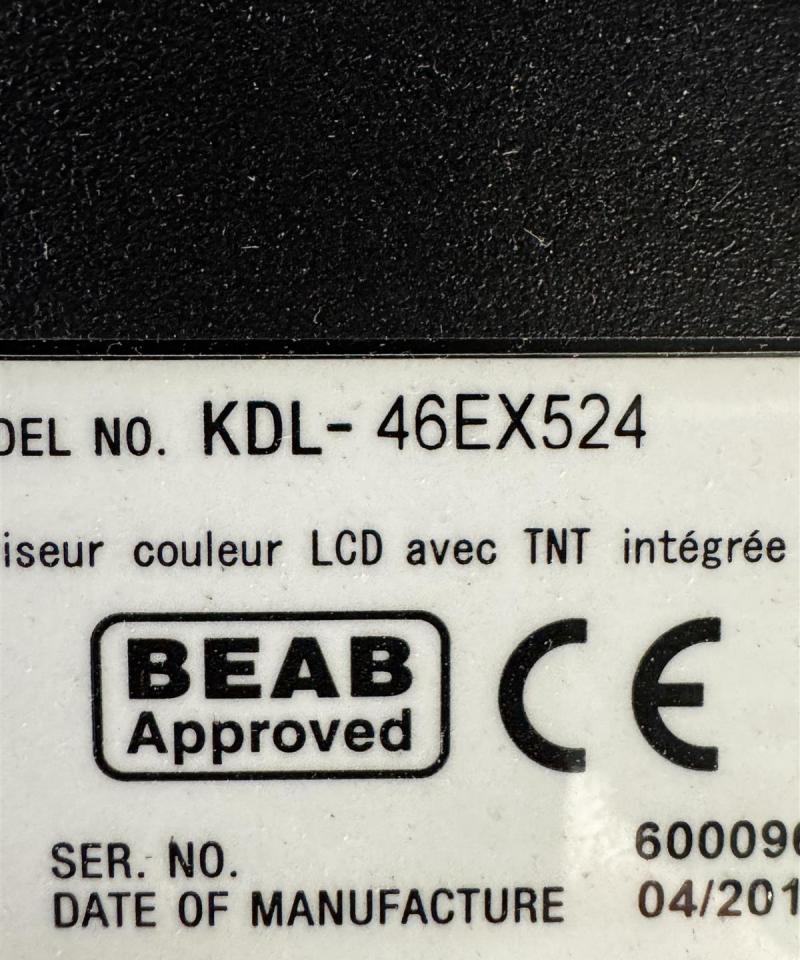 DEL NO. KDL- 46EX524
iseur couleur LCD avec TNT intégrée
BEAB
Approved
CE
SER. NO. 60009
DATE OF MANUFACTURE 04/201